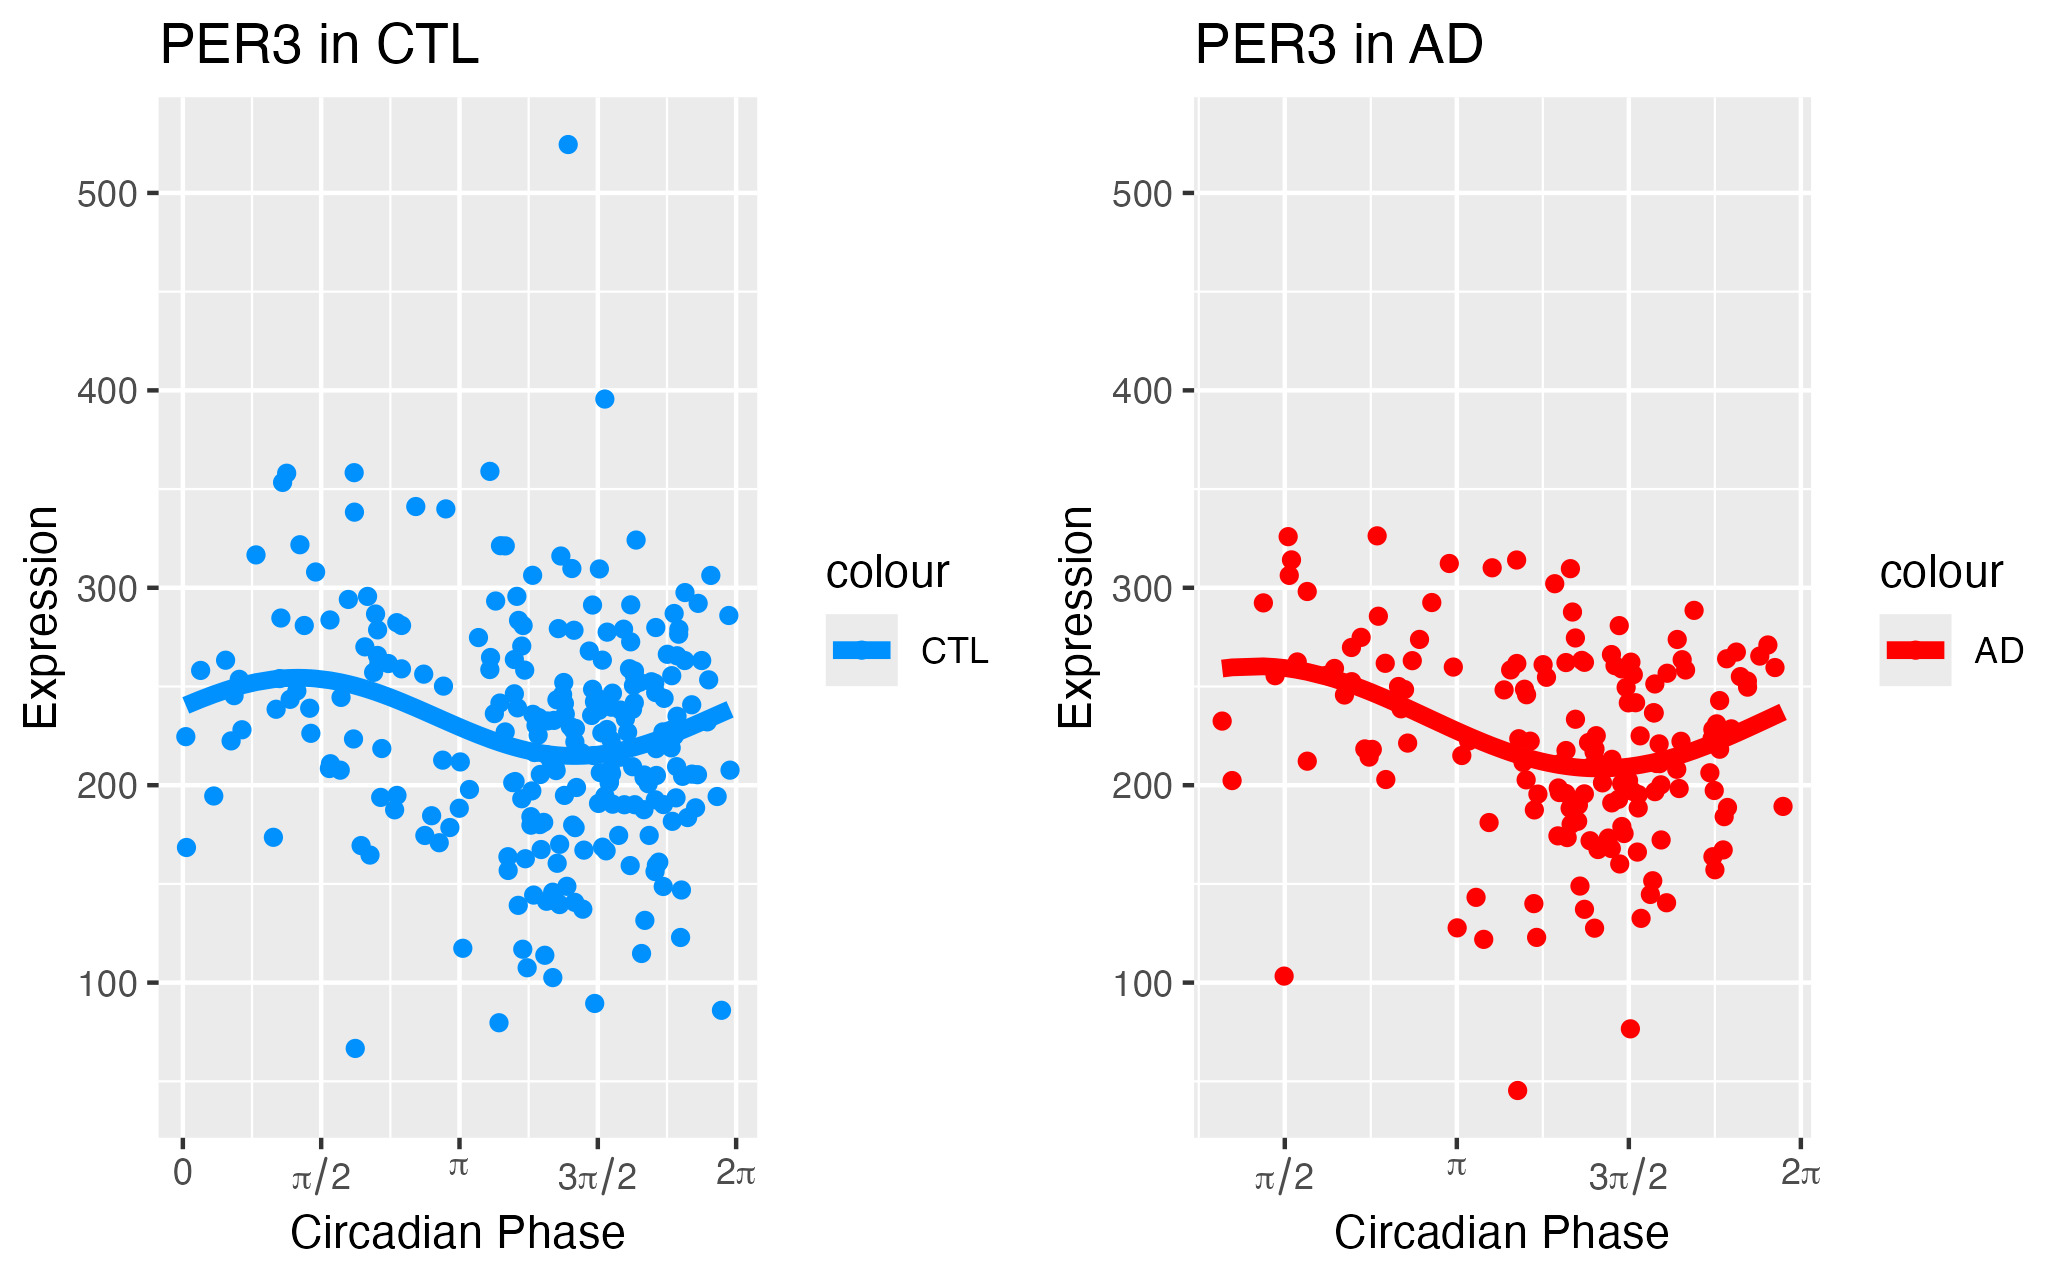 PER3 in CTL
Expression
500
400
300
200
100
0
π/2
π
3π/2
2π
Circadian Phase
colour
CTL
PER3 in AD
Expression
500
400
300
200
100
π/2
π
3π/2
2π
Circadian Phase
colour
AD